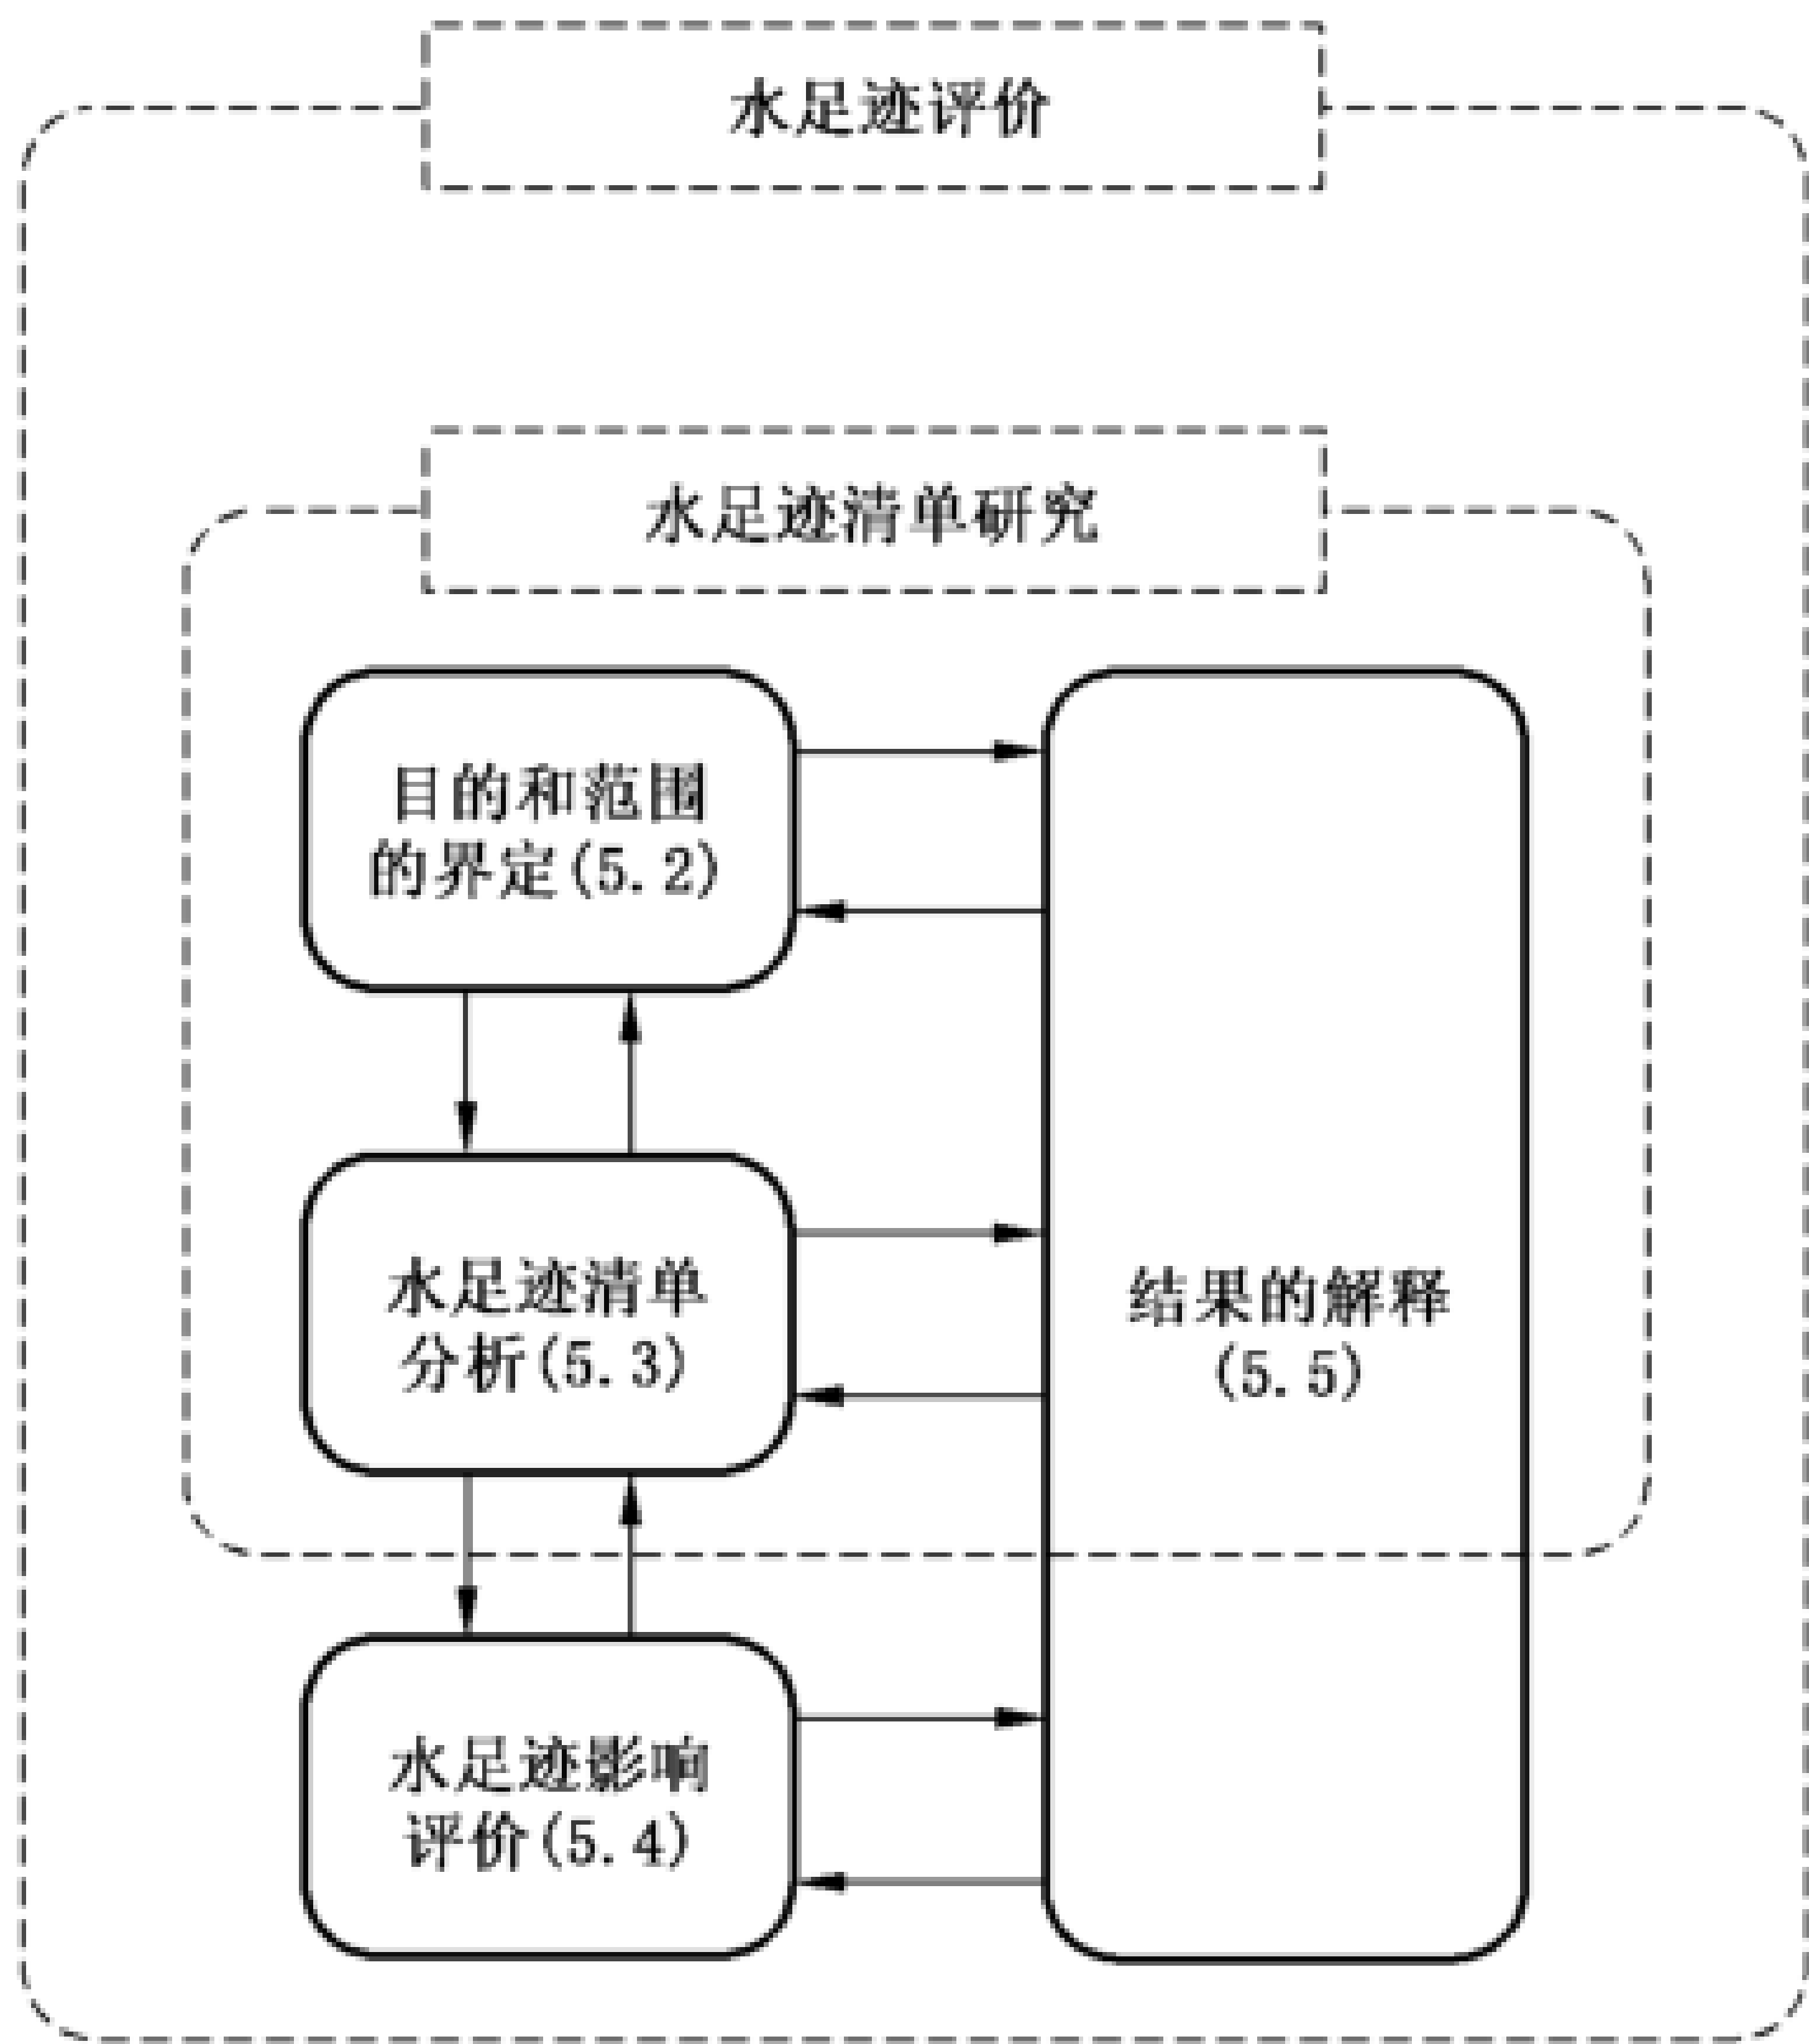 水足迹评价
水足迹清单研究
目的和范围
的界定(5.2)
水足迹清单
分析(5.3)
结果的解释
(5.5)
水足迹影响
评价(5.4)